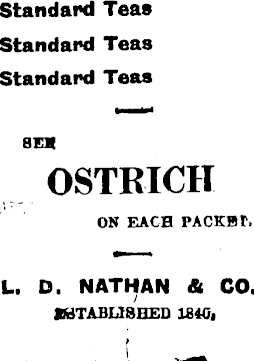 Standard Teas
Standard Teas
Standard Teas
SEE
OSTRICH
ON EACH PACKET.
L. D. NATHAN & CO.
ESTABLISHED 1840,